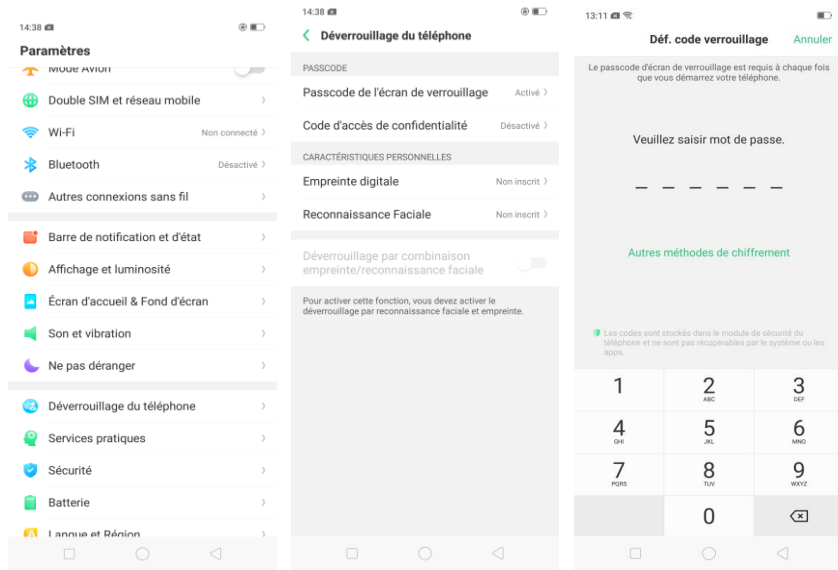 14:38
Paramètres
Mode Avion
Double SIM et réseau mobile
Wi-Fi Non connecté
Bluetooth Désactivé
Autres connexions sans fil
Barre de notification et d'état
Affichage et luminosité
Écran d'accueil & Fond d'écran
Son et vibration
Ne pas déranger
Déverrouillage du téléphone
Services pratiques
Sécurité
Batterie
Langue et Région
14:38
Déverrouillage du téléphone
PASSCODE
Passcode de l'écran de verrouillage Activé
Code d'accès de confidentialité Désactivé
CARACTÉRISTIQUES PERSONNELLES
Empreinte digitale Non inscrit
Reconnaissance Faciale Non inscrit
Déverrouillage par combinaison
empreinte/reconnaissance faciale
Pour activer cette fonction, vous devez activer le
déverrouillage par reconnaissance faciale et empreinte.
13:11
Déf. code verrouillage Annuler
Le passcode d'écran de verrouillage est requis à chaque fois
que vous démarrez votre téléphone.
Veuillez saisir mot de passe.
Autres méthodes de chiffrement
Les codes sont stockés dans le module de sécurité du
téléphone et ne sont pas récupérables par le système ou les
apps.
1 2 3
ABC DEF
4 5 6
GHI JKL MNO
7 8 9
PQRS TUV WXYZ
0